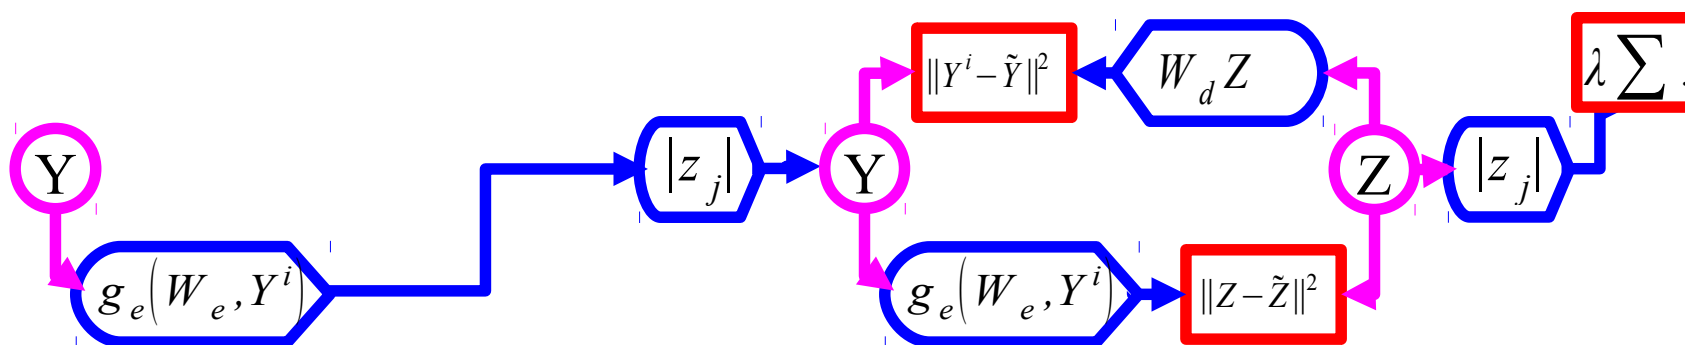 Y
g_e(W_e, Y^i)
|z_j|
Y
‖Y^i − Ỹ‖²
W_d Z
g_e(W_e, Y^i)
‖Z − Z̃‖²
Z
|z_j|
λ∑